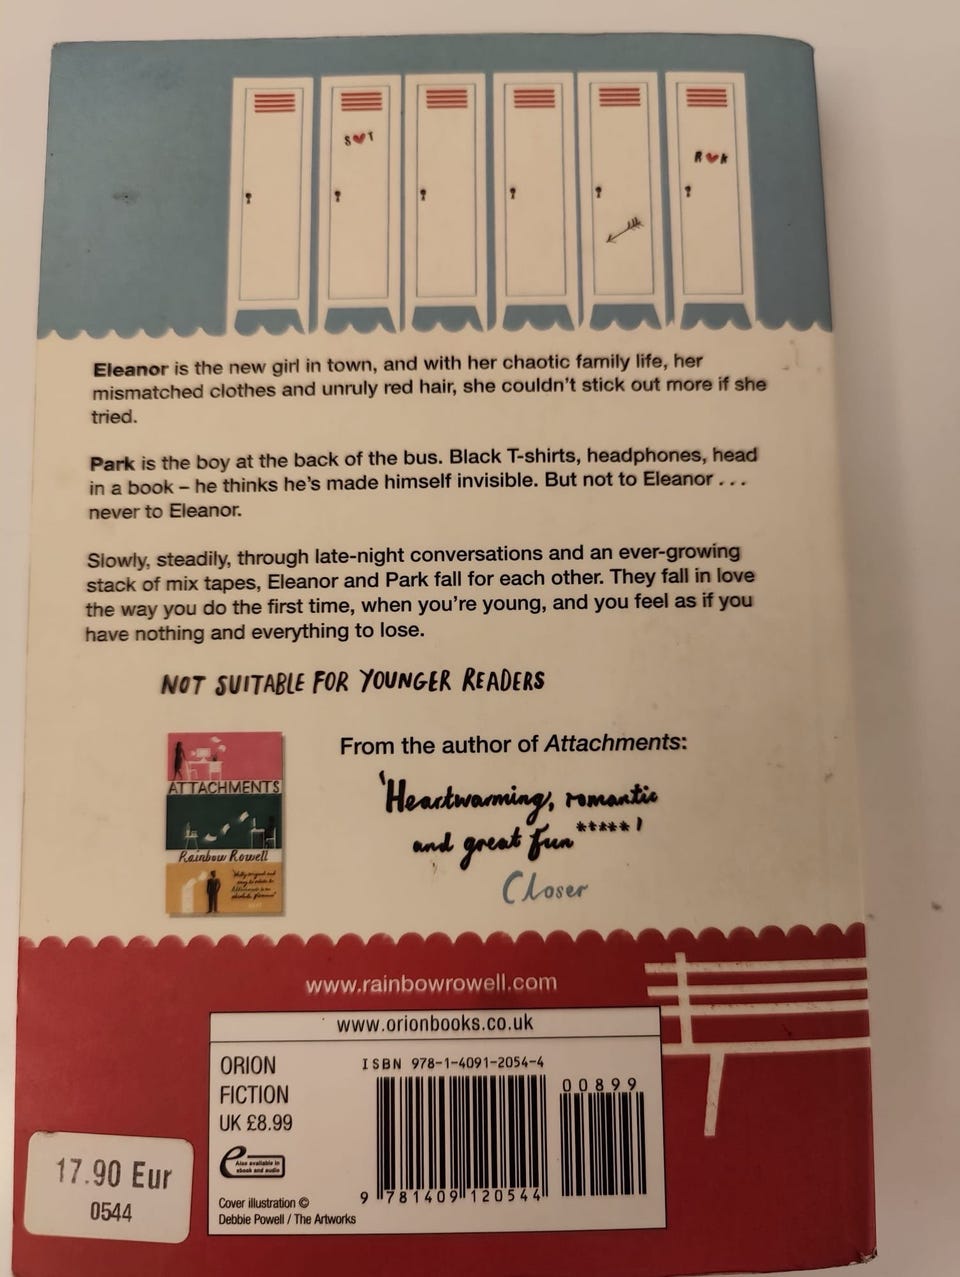 S♥T
R♥K
Eleanor is the new girl in town, and with her chaotic family life, her
mismatched clothes and unruly red hair, she couldn't stick out more if she
tried.
Park is the boy at the back of the bus. Black T-shirts, headphones, head
in a book – he thinks he's made himself invisible. But not to Eleanor . . .
never to Eleanor.
Slowly, steadily, through late-night conversations and an ever-growing
stack of mix tapes, Eleanor and Park fall for each other. They fall in love
the way you do the first time, when you're young, and you feel as if you
have nothing and everything to lose.
NOT SUITABLE FOR YOUNGER READERS
From the author of Attachments:
ATTACHMENTS
Rainbow Rowell
'Heartwarming, romantic
and great fun*****'
Closer
www.rainbowrowell.com
www.orionbooks.co.uk
ORION
FICTION
UK £8.99
e Also available in
ebook and audio
Cover illustration ©
Debbie Powell / The Artworks
ISBN 978-1-4091-2054-4
00899
9 781409 120544
17.90 Eur
0544